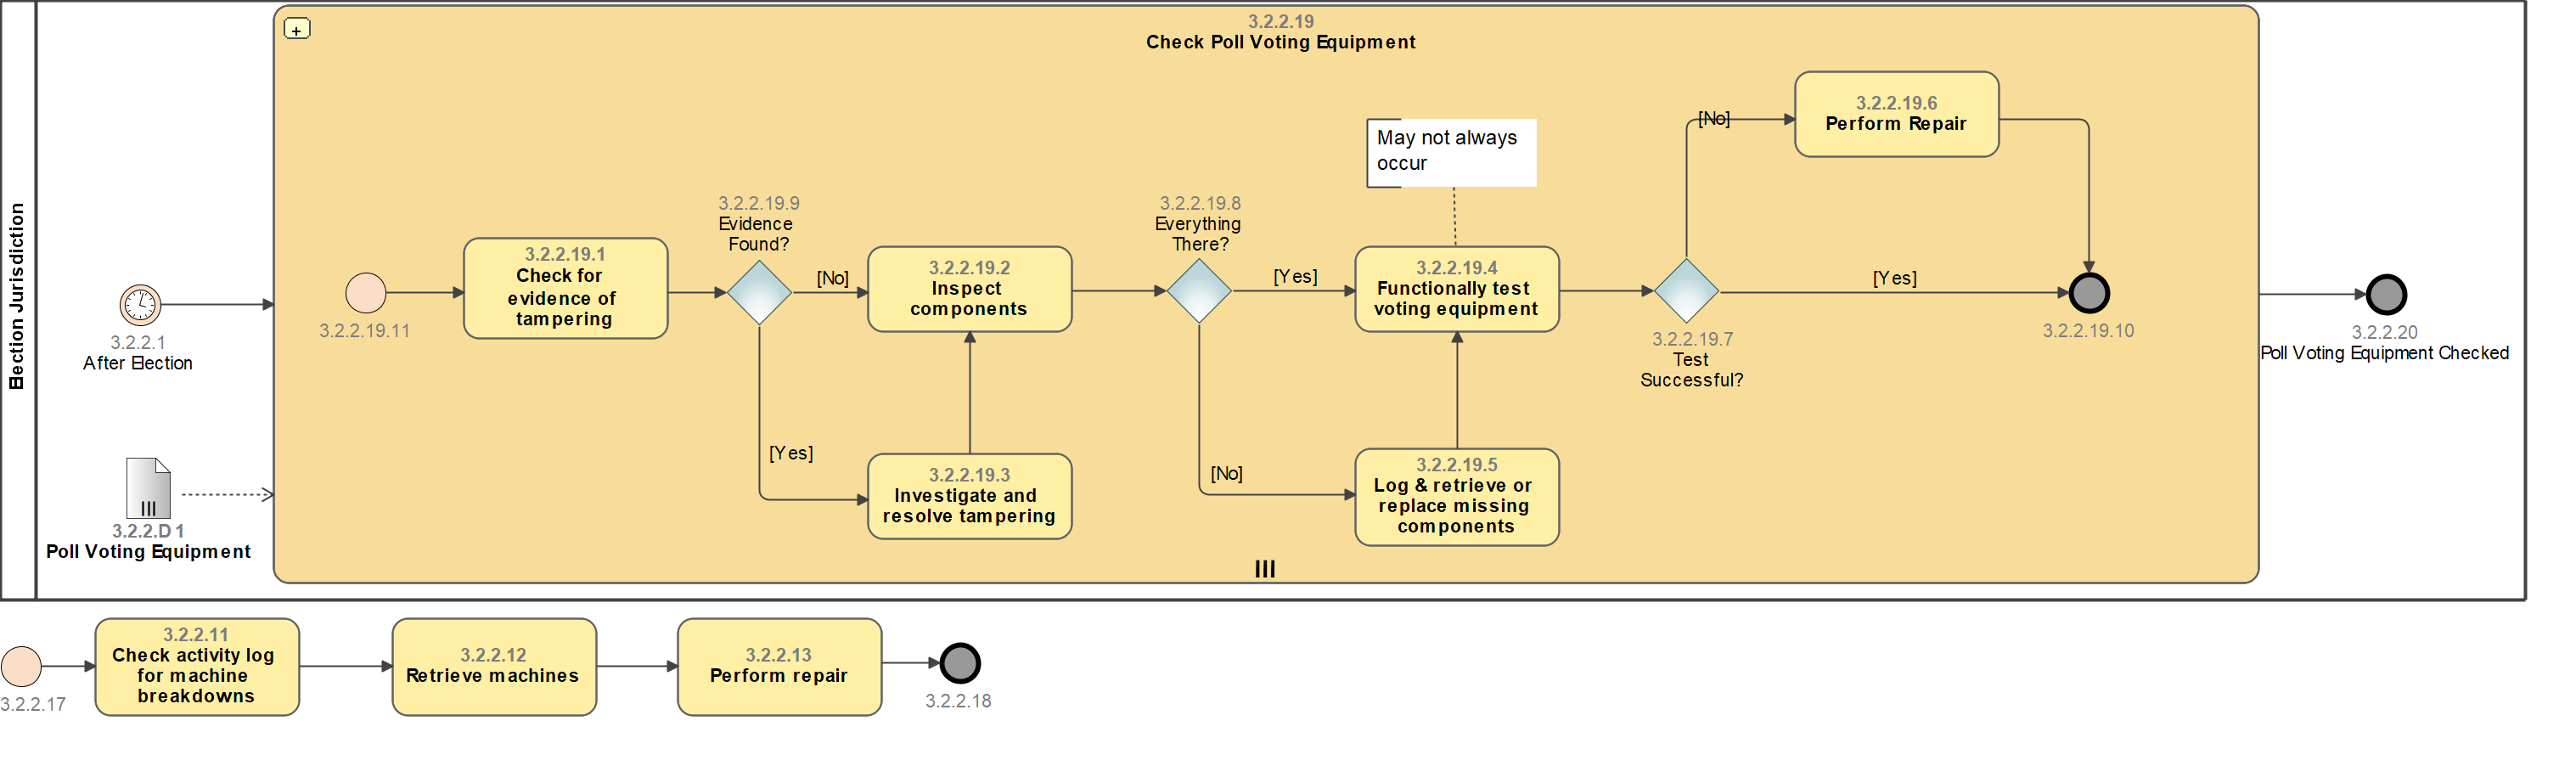 3.2.2.19
Check Poll Voting Equipment
Election Jurisdiction
3.2.2.1
After Election
3.2.2.D 1
Poll Voting Equipment
3.2.2.19.11
3.2.2.19.1
Check for
evidence of
tampering
3.2.2.19.9
Evidence
Found?
[No]
[Yes]
3.2.2.19.2
Inspect
components
3.2.2.19.3
Investigate and
resolve tampering
3.2.2.19.8
Everything
There?
[Yes]
[No]
May not always
occur
3.2.2.19.4
Functionally test
voting equipment
3.2.2.19.5
Log & retrieve or
replace missing
components
3.2.2.19.7
Test
Successful?
[No]
[Yes]
3.2.2.19.6
Perform Repair
3.2.2.19.10
3.2.2.20
Poll Voting Equipment Checked
3.2.2.17
3.2.2.11
Check activity log
for machine
breakdowns
3.2.2.12
Retrieve machines
3.2.2.13
Perform repair
3.2.2.18